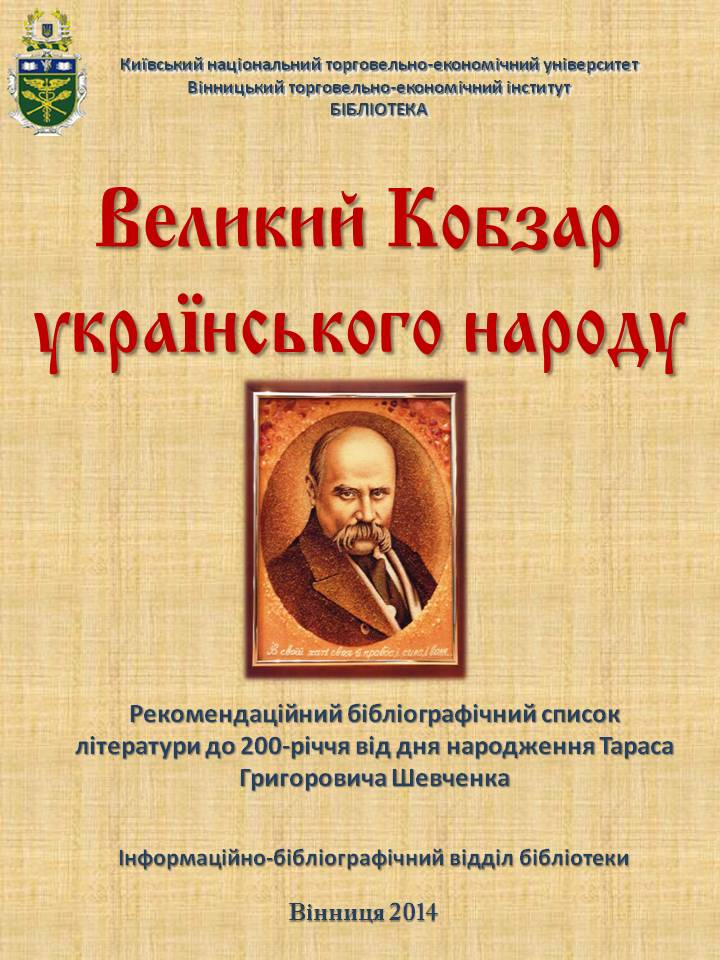 Київський національний торговельно-економічний університет
Вінницький торговельно-економічний інститут
БІБЛІОТЕКА
Великий Кобзар
українського народу
В своїй хаті своя й правда, і сила, і воля.
Рекомендаційний бібліографічний список
літератури до 200-річчя від дня народження Тараса
Григоровича Шевченка
Інформаційно-бібліографічний відділ бібліотеки
Вінниця 2014